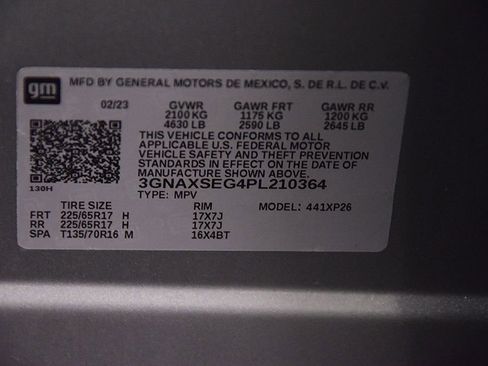 gm
MFD BY GENERAL MOTORS DE MEXICO, S. DE R.L. DE C.V.
02/23 GVWR GAWR FRT GAWR RR
2100 KG 1175 KG 1200 KG
4630 LB 2590 LB 2645 LB
THIS VEHICLE CONFORMS TO ALL
APPLICABLE U.S. FEDERAL MOTOR
VEHICLE SAFETY AND THEFT PREVENTION
STANDARDS IN EFFECT ON THE DATE OF
MANUFACTURE SHOWN ABOVE.
130H 3GNAXSEG4PL210364
TYPE: MPV
TIRE SIZE RIM MODEL: 441XP26
FRT 225/65R17 H 17X7J
RR 225/65R17 H 17X7J
SPA T135/70R16 M 16X4BT